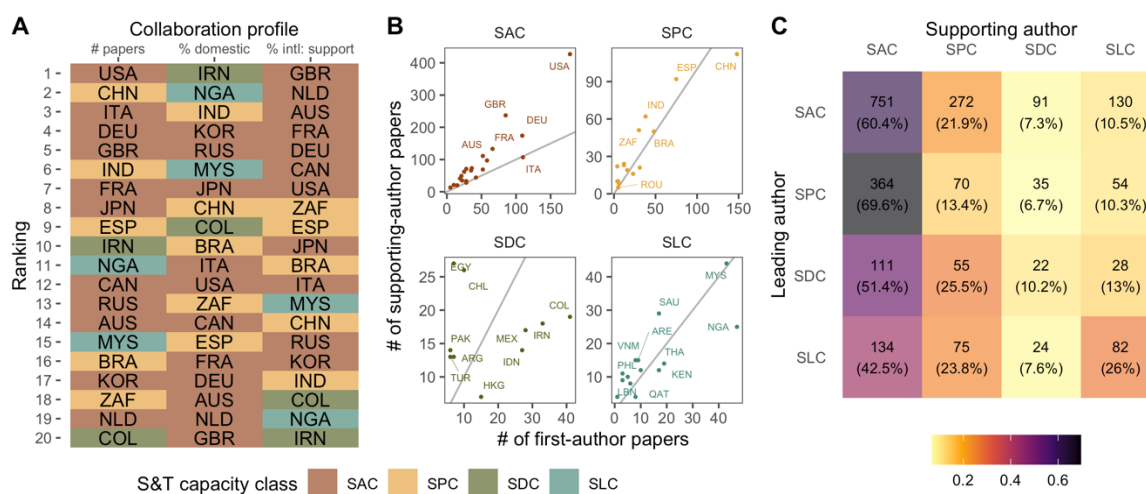 A
Collaboration profile
# papers % domestic % intl: support
Ranking
1 USA IRN GBR
2 CHN NGA NLD
3 ITA IND AUS
4 DEU KOR FRA
5 GBR RUS DEU
6 IND MYS CAN
7 FRA JPN USA
8 JPN CHN ZAF
9 ESP COL ESP
10 IRN BRA JPN
11 NGA ITA BRA
12 CAN USA ITA
13 RUS ZAF MYS
14 AUS CAN CHN
15 MYS ESP RUS
16 BRA FRA KOR
17 KOR DEU IND
18 ZAF AUS COL
19 NLD NLD NGA
20 COL GBR IRN
B
# of supporting-author papers
SAC
400
300
200
100
0
0 50 100 150
USA
GBR
DEU
AUS
FRA
ITA
SPC
90
60
30
0
0 50 100 150
ESP
CHN
IND
ZAF
BRA
ROU
SDC
25
20
15
10
10 20 30 40
EGY
CHL
COL
PAK
MEX
IRN
ARG
IDN
TUR
HKG
SLC
40
30
20
10
0 10 20 30 40
MYS
SAU
ARE
NGA
VNM
THA
PHL
KEN
LBN
QAT
# of first-author papers
C
Supporting author
SAC SPC SDC SLC
Leading author
SAC
751 272 91 130
(60.4%) (21.9%) (7.3%) (10.5%)
SPC
364 70 35 54
(69.6%) (13.4%) (6.7%) (10.3%)
SDC
111 55 22 28
(51.4%) (25.5%) (10.2%) (13%)
SLC
134 75 24 82
(42.5%) (23.8%) (7.6%) (26%)
0.2 0.4 0.6
S&T capacity class SAC SPC SDC SLC